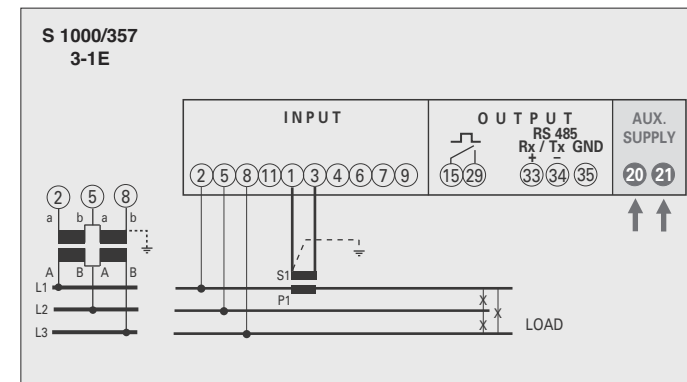 S 1000/357
3-1E
INPUT
OUTPUT
RS 485
Rx / Tx GND
+ −
AUX.
SUPPLY
2 5 8 11 1 3 4 6 7 9
15 29
33 34 35
20 21
2 5 8
a b a b
A B A B
S1
P1
L1
L2
L3
X X X
LOAD